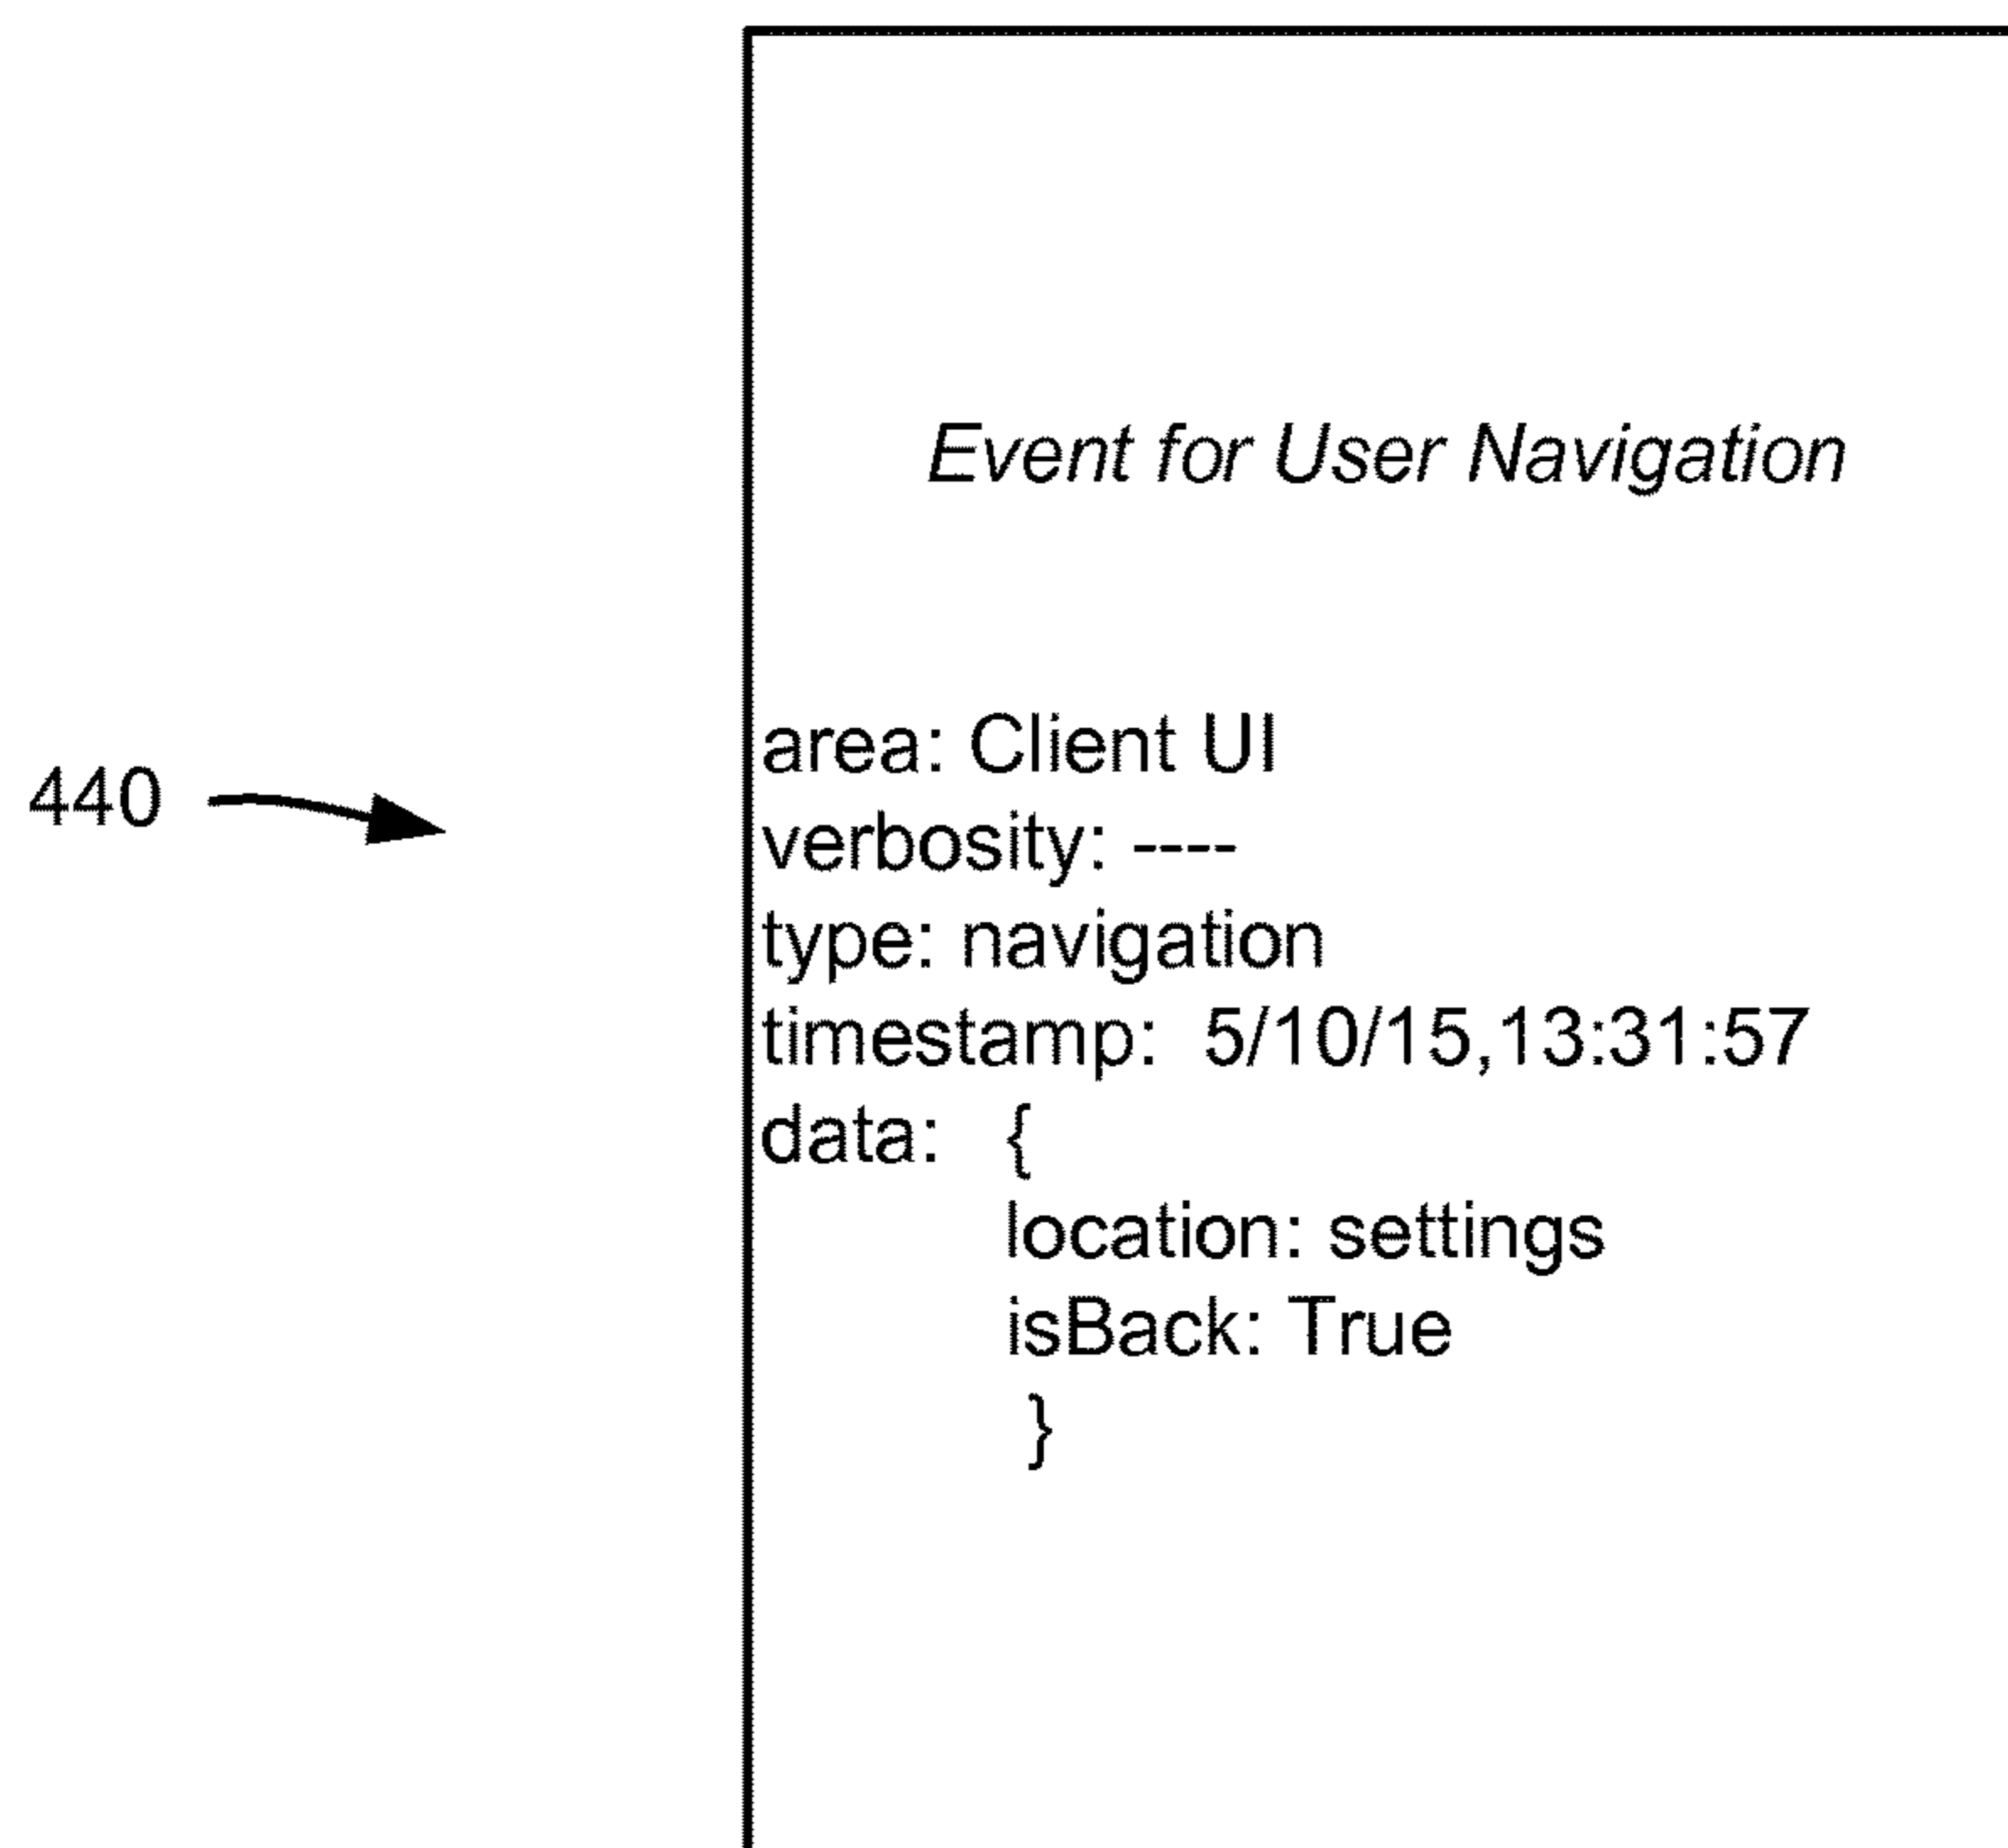 Event for User Navigation
area: Client UI
440
verbosity: ----
type: navigation
timestamp: 5/10/15,13:31:57
data: {
location: settings
isBack: True
}